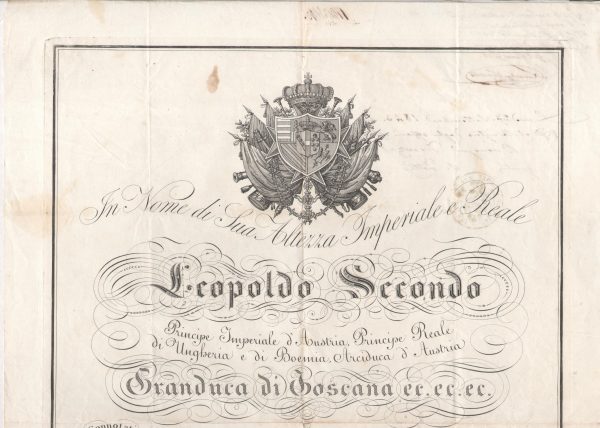 In Nome di Sua Altezza Imperiale e Reale
Leopoldo Secondo
Principe Imperiale d'Austria, Principe Reale
di Ungheria e di Boemia, Arciduca d'Austria
Granduca di Toscana ec. ec. ec.